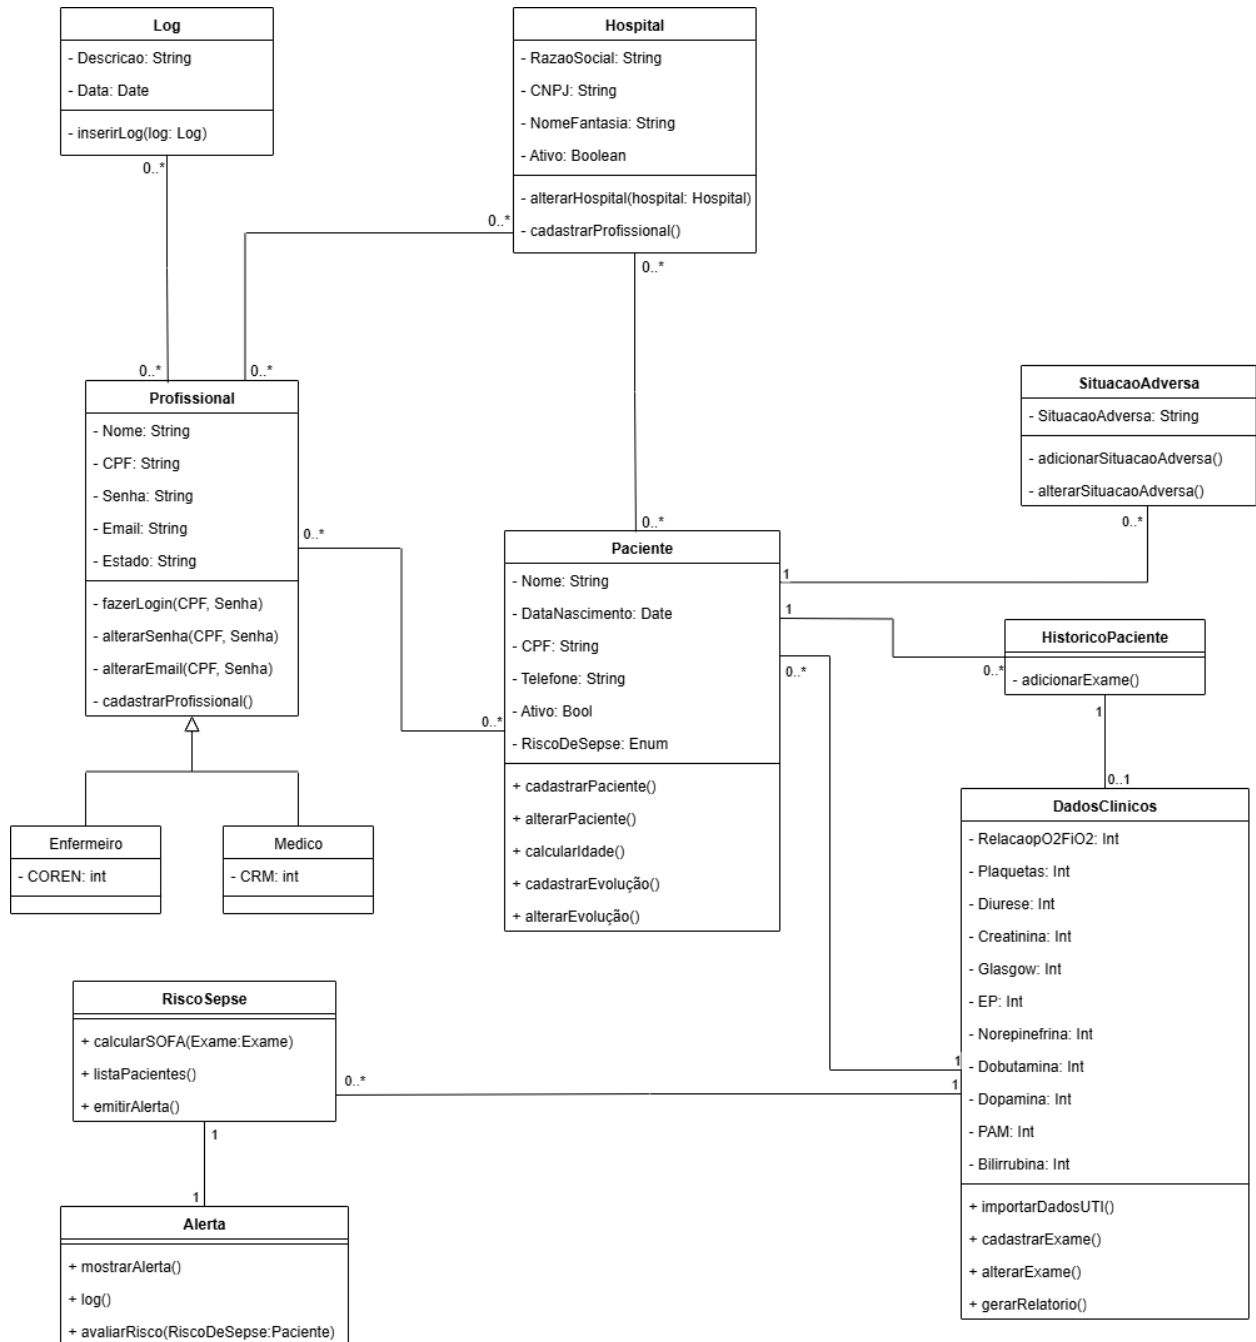 Log
- Descricao: String
- Data: Date
- inserirLog(log: Log)
0..*
Hospital
- RazaoSocial: String
- CNPJ: String
- NomeFantasia: String
- Ativo: Boolean
- alterarHospital(hospital: Hospital)
- cadastrarProfissional()
0..*
0..*
0..*
0..*
Profissional
- Nome: String
- CPF: String
- Senha: String
- Email: String
- Estado: String
- fazerLogin(CPF, Senha)
- alterarSenha(CPF, Senha)
- alterarEmail(CPF, Senha)
- cadastrarProfissional()
0..*
0..*
Enfermeiro
- COREN: int
Medico
- CRM: int
0..*
Paciente
- Nome: String
- DataNascimento: Date
- CPF: String
- Telefone: String
- Ativo: Bool
- RiscoDeSepse: Enum
+ cadastrarPaciente()
+ alterarPaciente()
+ calcularIdade()
+ cadastrarEvolução()
+ alterarEvolução()
1
1
0..*
SituacaoAdversa
- SituacaoAdversa: String
- adicionarSituacaoAdversa()
- alterarSituacaoAdversa()
0..*
HistoricoPaciente
- adicionarExame()
0..*
1
0..1
DadosClinicos
- RelacaopO2FiO2: Int
- Plaquetas: Int
- Diurese: Int
- Creatinina: Int
- Glasgow: Int
- EP: Int
- Norepinefrina: Int
- Dobutamina: Int
- Dopamina: Int
- PAM: Int
- Bilirrubina: Int
+ importarDadosUTI()
+ cadastrarExame()
+ alterarExame()
+ gerarRelatorio()
1
1
RiscoSepse
+ calcularSOFA(Exame:Exame)
+ listaPacientes()
+ emitirAlerta()
0..*
1
1
Alerta
+ mostrarAlerta()
+ log()
+ avaliarRisco(RiscoDeSepse:Paciente)